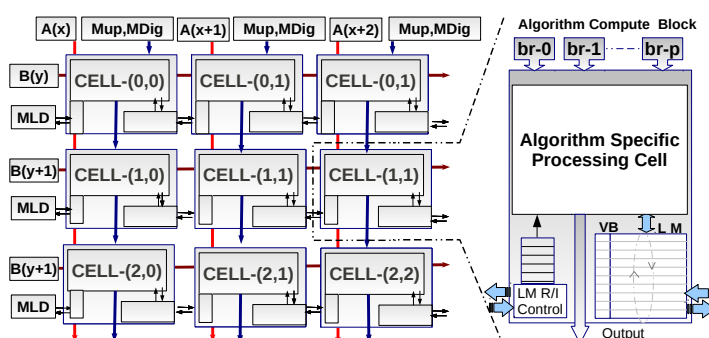 A(x) Mup,MDig A(x+1) Mup,MDig A(x+2) Mup,MDig
B(y) CELL-(0,0) CELL-(0,1) CELL-(0,1)
MLD
B(y+1) CELL-(1,0) CELL-(1,1) CELL-(1,1)
MLD
B(y+1) CELL-(2,0) CELL-(2,1) CELL-(2,2)
MLD
Algorithm Compute Block
br-0 br-1 br-p
Algorithm Specific
Processing Cell
VB L M
LM R/I
Control
Output